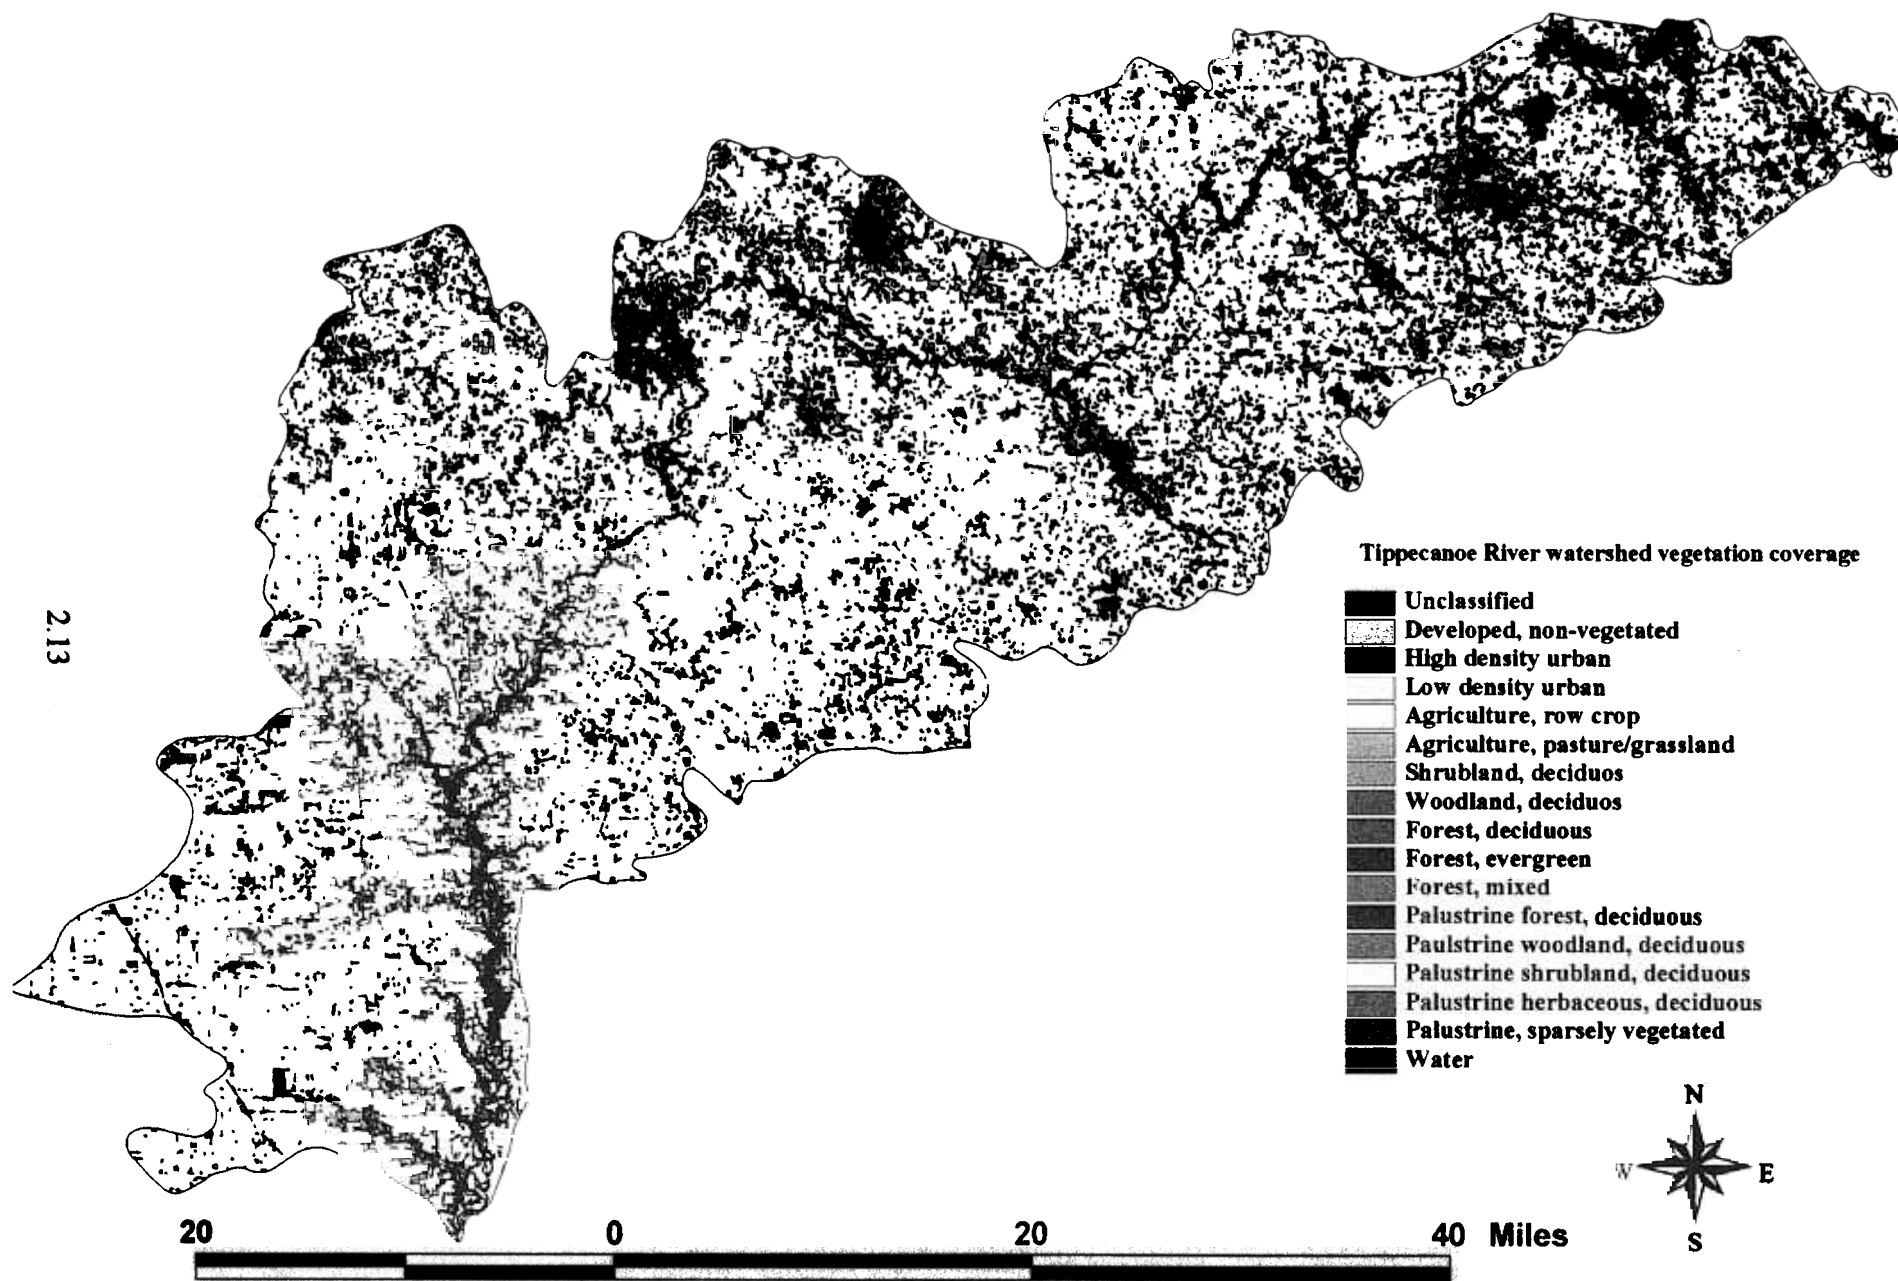 Tippecanoe River watershed vegetation coverage
Unclassified
Developed, non-vegetated
High density urban
Low density urban
Agriculture, row crop
Agriculture, pasture/grassland
Shrubland, deciduos
Woodland, deciduos
Forest, deciduous
Forest, evergreen
Forest, mixed
Palustrine forest, deciduous
Paulstrine woodland, deciduous
Palustrine shrubland, deciduous
Palustrine herbaceous, deciduous
Palustrine, sparsely vegetated
Water
2.13
N
W E
S
20 0 20 40 Miles